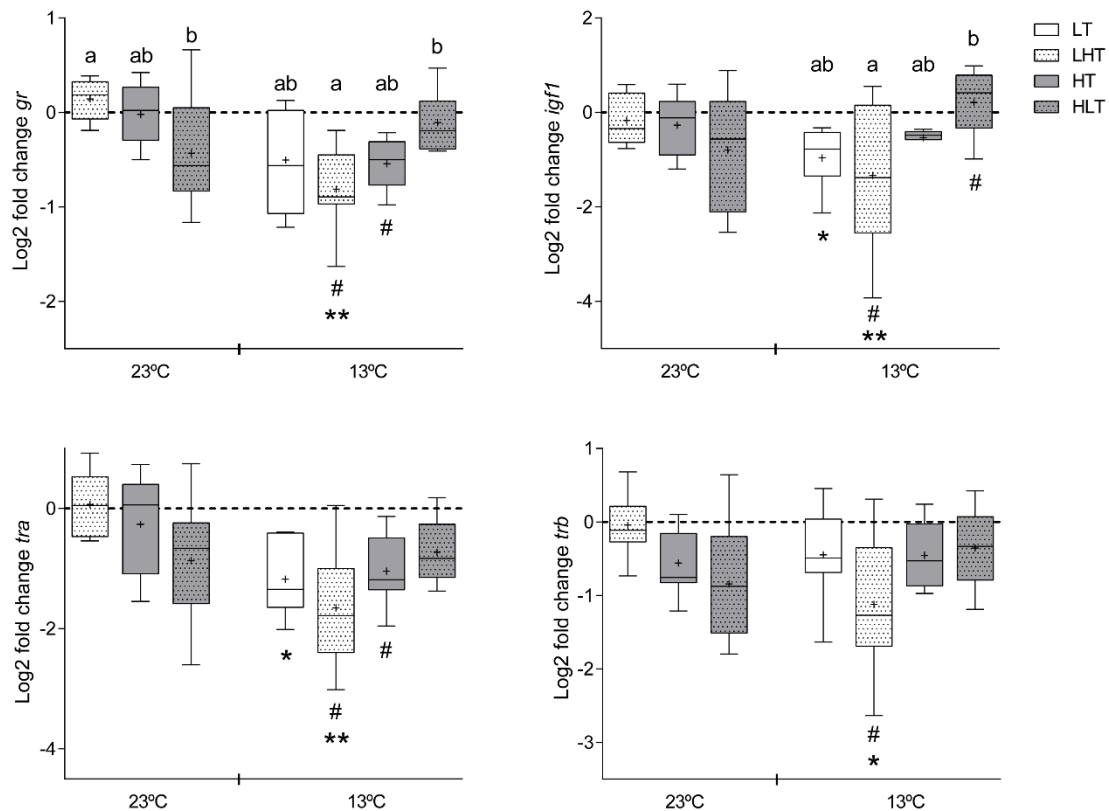 Log2 fold change gr
1
0
-1
-2
a ab b ab a ab b
#
#
**
23ºC 13ºC
Log2 fold change igf1
2
0
-2
-4
ab a ab b
#
*
#
**
23ºC 13ºC
LT
LHT
HT
HLT
Log2 fold change tra
0
-2
-4
*
#
#
**
23ºC 13ºC
Log2 fold change trb
1
0
-1
-2
-3
#
*
23ºC 13ºC